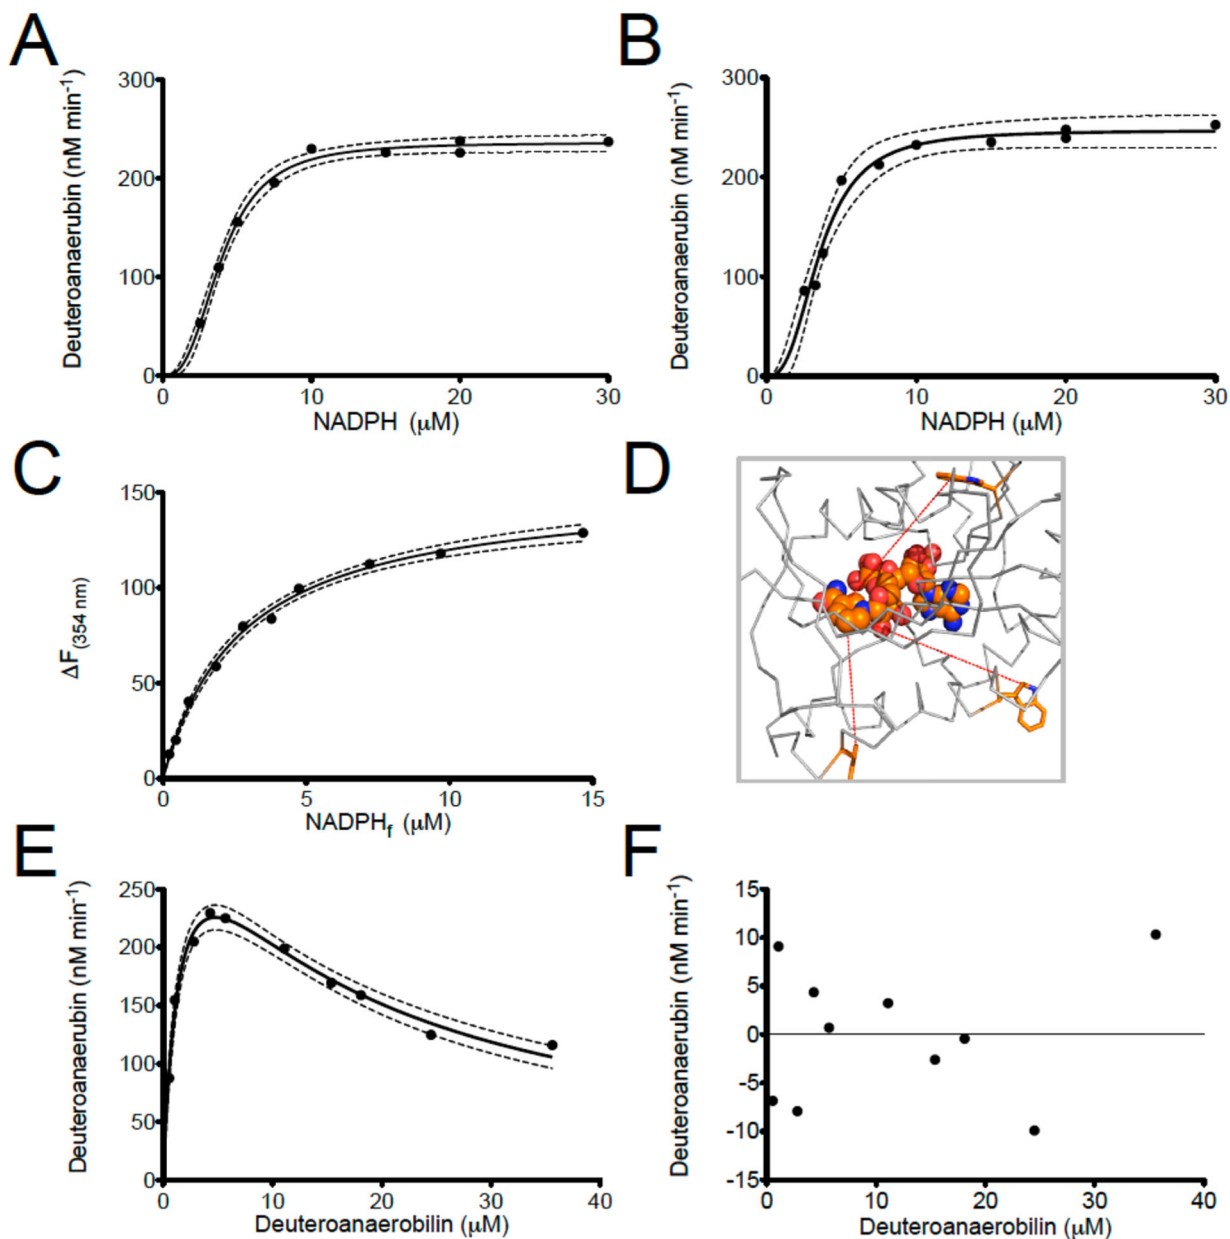 A
Deuteroanaerubin (nM min⁻¹)
300
200
100
0
0 10 20 30
NADPH (μM)
B
Deuteroanaerubin (nM min⁻¹)
300
200
100
0
0 10 20 30
NADPH (μM)
C
ΔF(354 nm)
150
100
50
0
0 5 10 15
NADPHf (μM)
D
E
Deuteroanaerubin (nM min⁻¹)
250
200
150
100
50
0
0 10 20 30 40
Deuteroanaerobilin (μM)
F
Deuteroanaerubin (nM min⁻¹)
15
10
5
0
-5
-10
-15
0 10 20 30 40
Deuteroanaerobilin (μM)